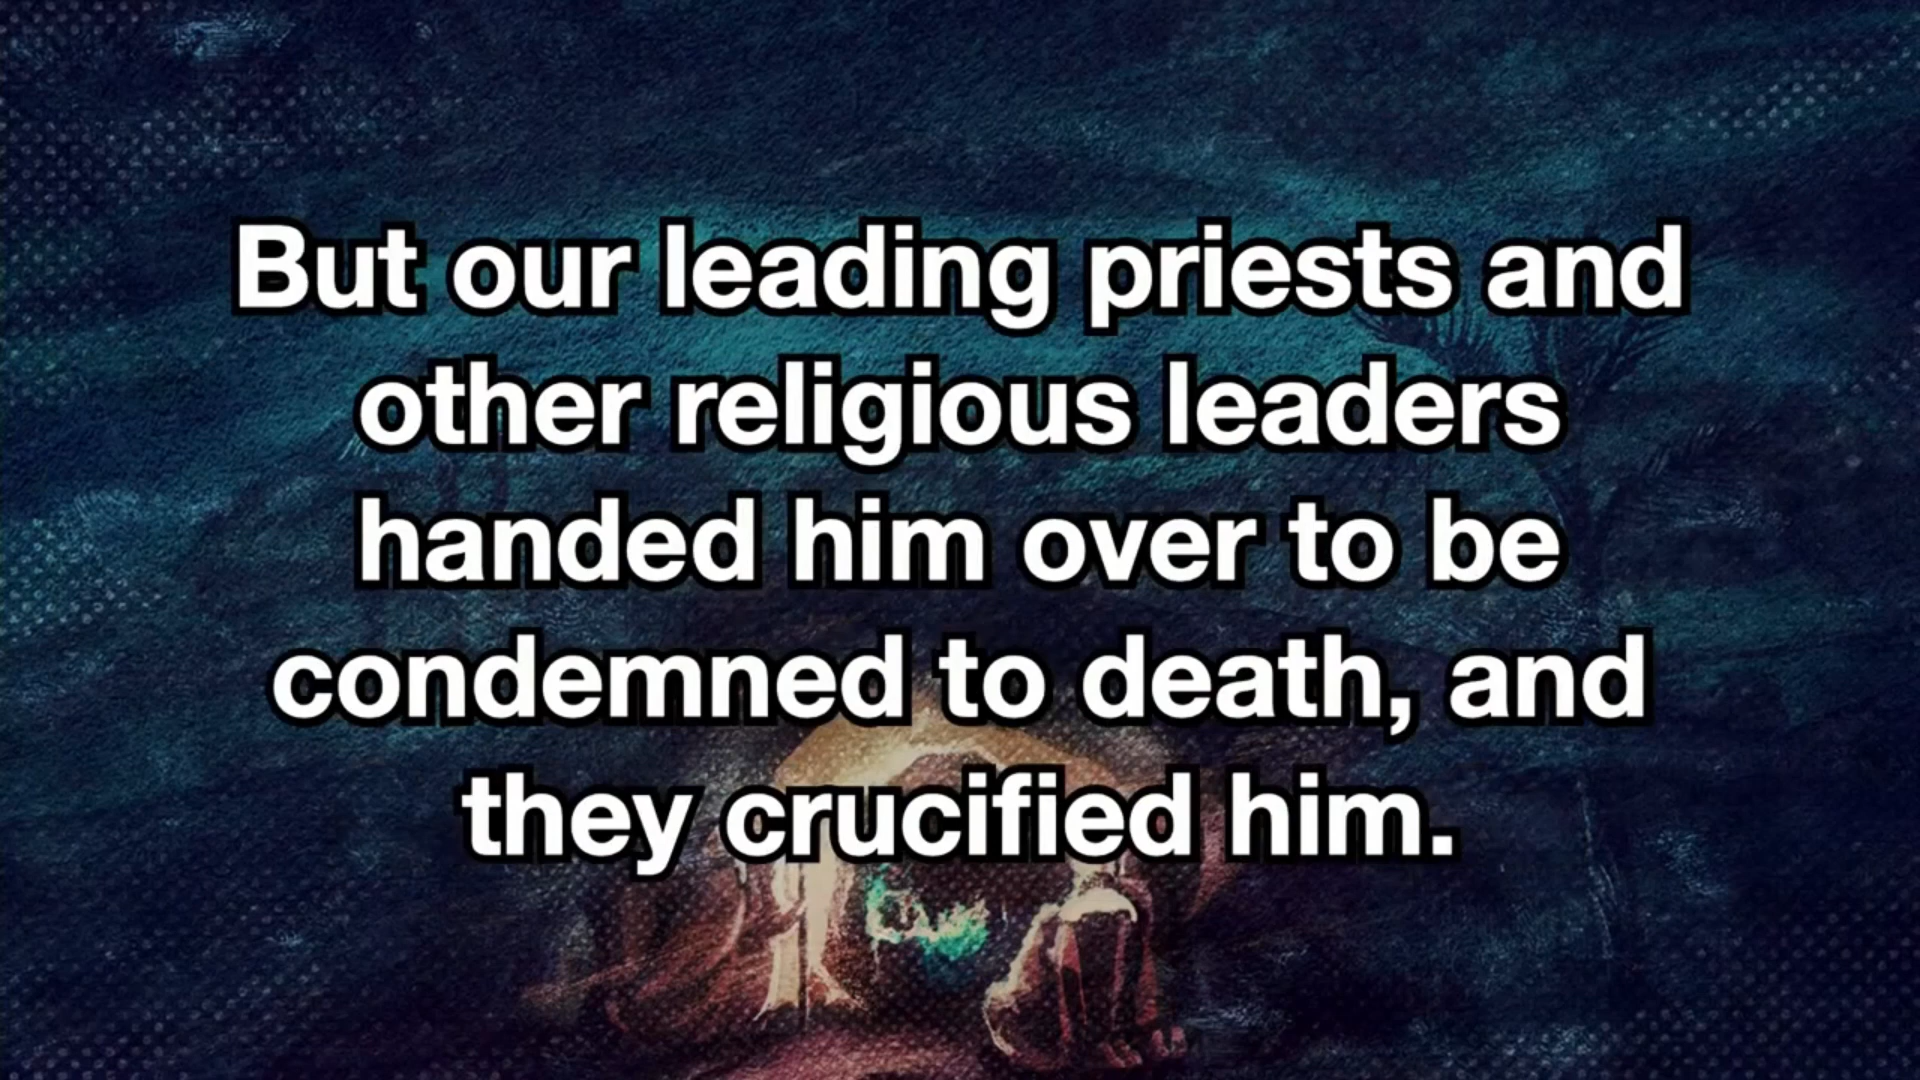 But our leading priests and
other religious leaders
handed him over to be
condemned to death, and
they crucified him.